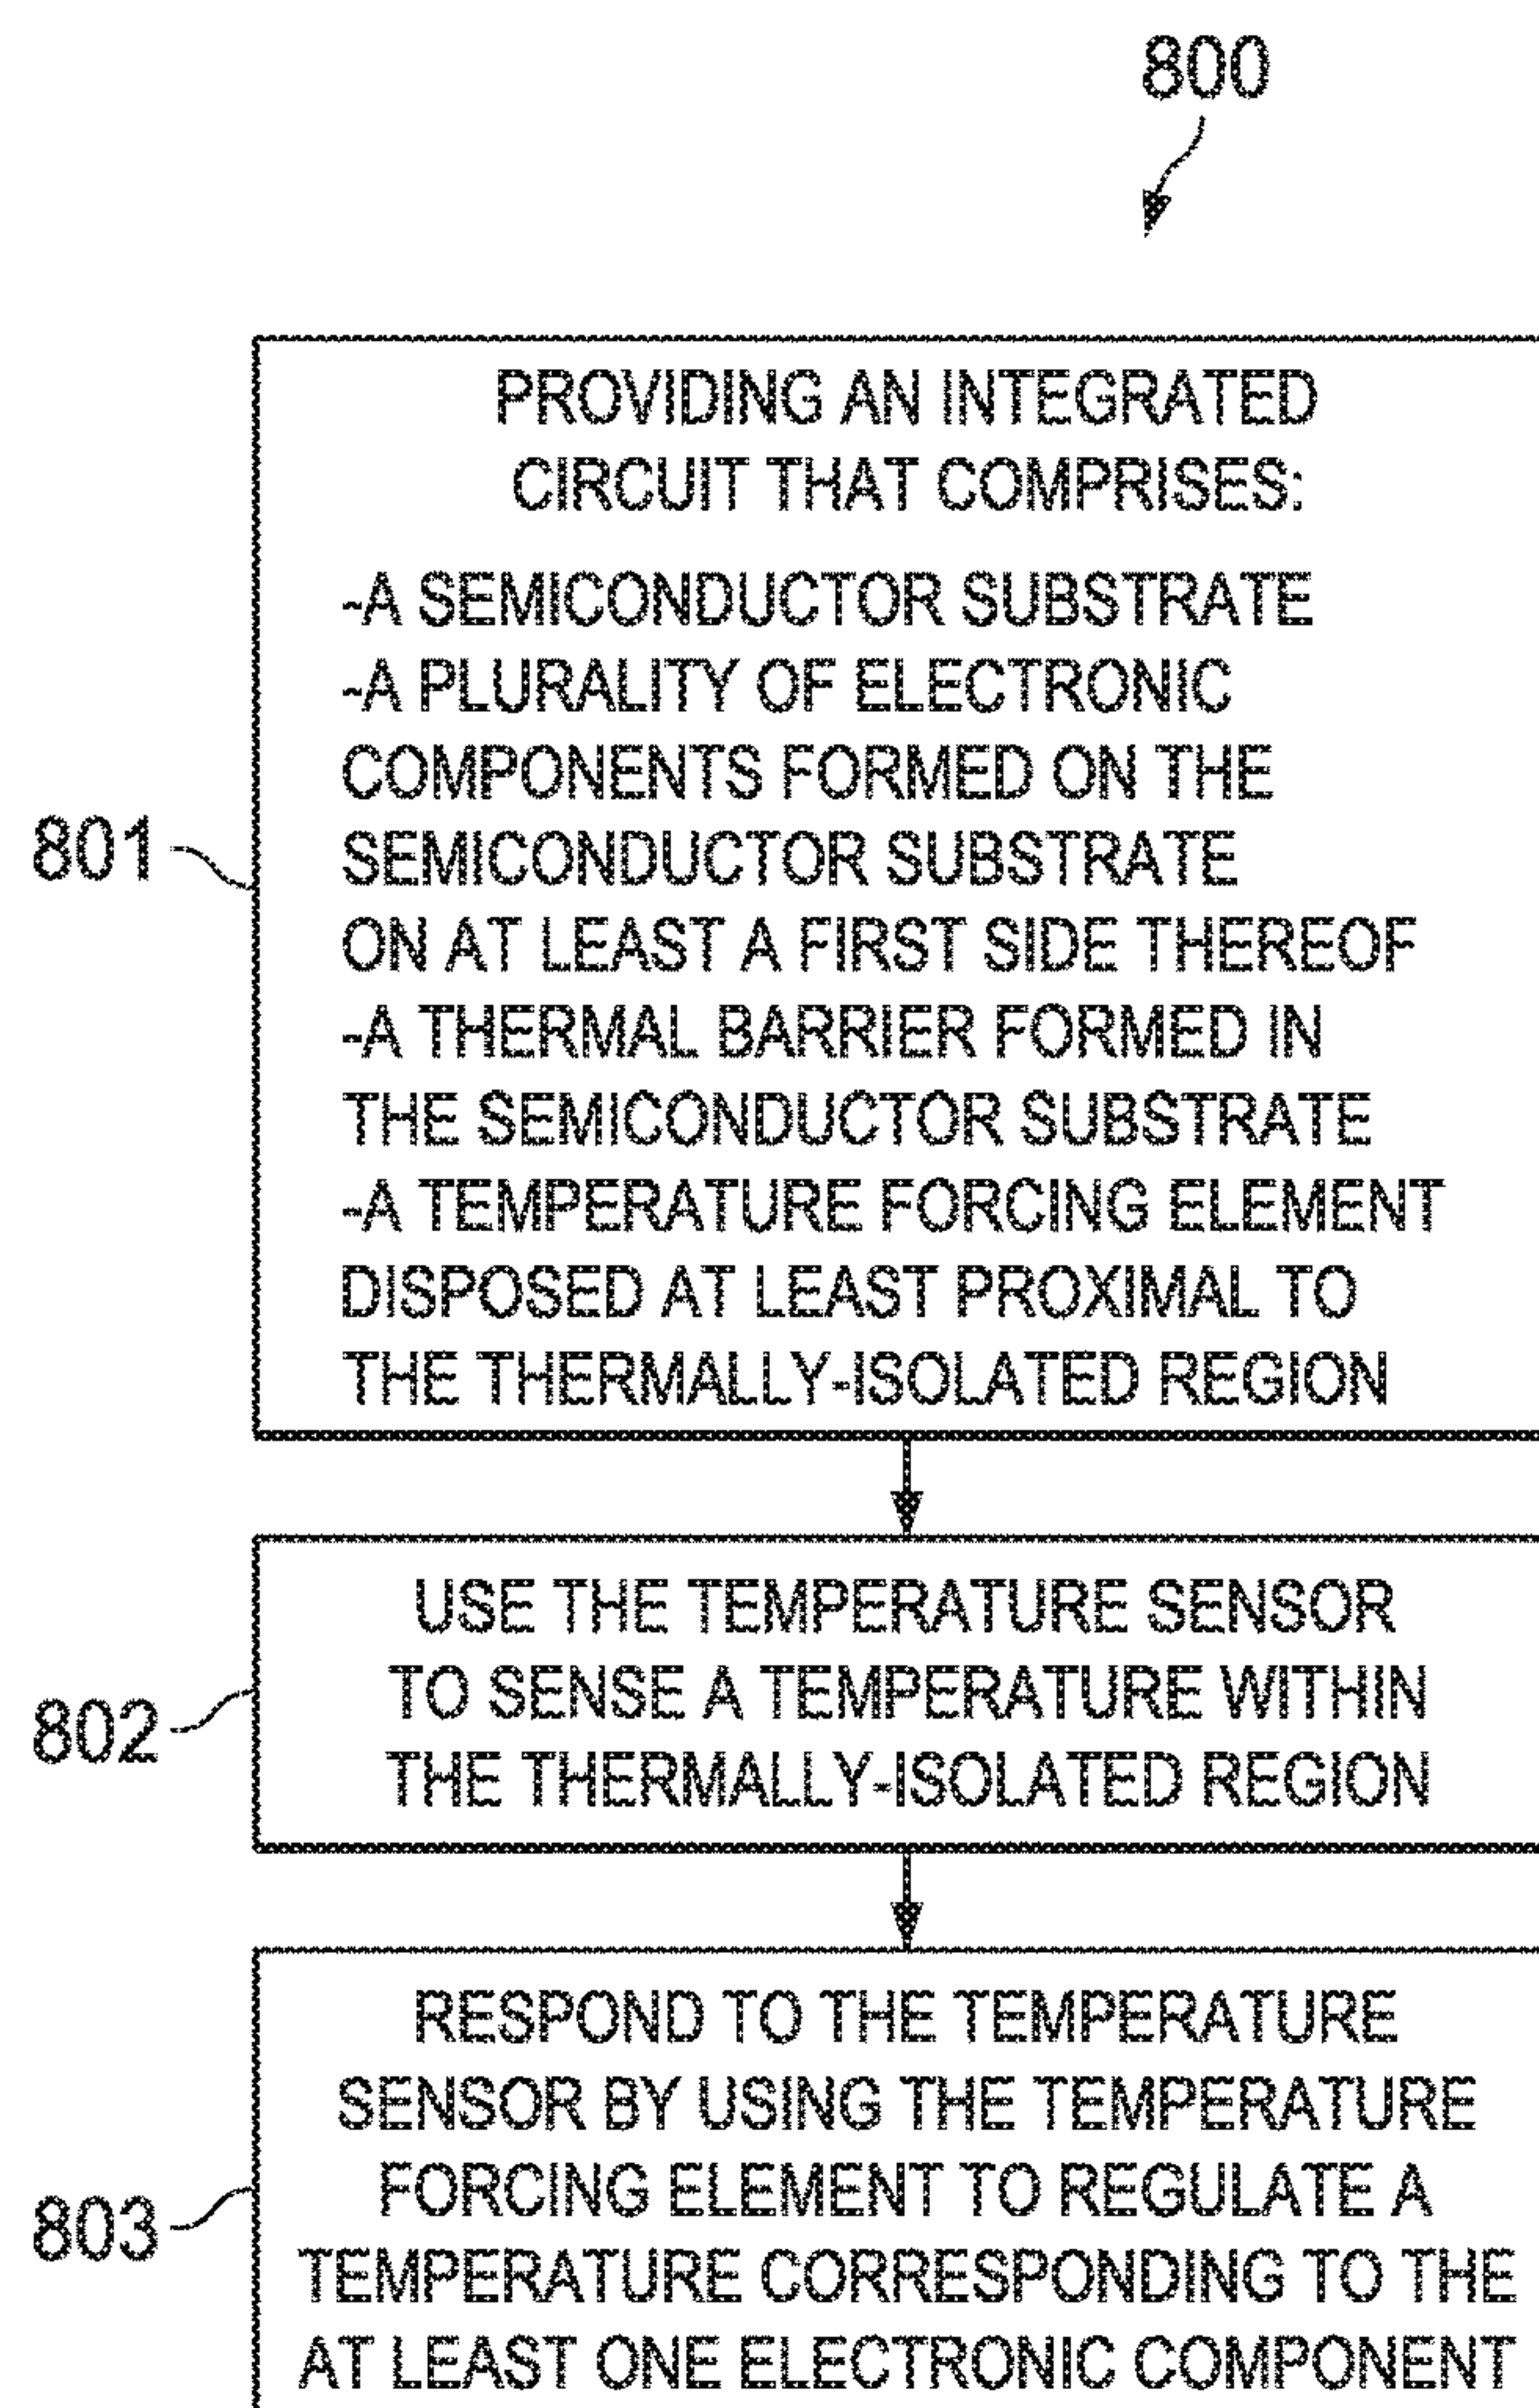 800
PROVIDING AN INTEGRATED
CIRCUIT THAT COMPRISES:
-A SEMICONDUCTOR SUBSTRATE
-A PLURALITY OF ELECTRONIC
COMPONENTS FORMED ON THE
SEMICONDUCTOR SUBSTRATE
ON AT LEAST A FIRST SIDE THEREOF
-A THERMAL BARRIER FORMED IN
THE SEMICONDUCTOR SUBSTRATE
-A TEMPERATURE FORCING ELEMENT
DISPOSED AT LEAST PROXIMAL TO
THE THERMALLY-ISOLATED REGION
801
USE THE TEMPERATURE SENSOR
TO SENSE A TEMPERATURE WITHIN
THE THERMALLY-ISOLATED REGION
802
RESPOND TO THE TEMPERATURE
SENSOR BY USING THE TEMPERATURE
FORCING ELEMENT TO REGULATE A
TEMPERATURE CORRESPONDING TO THE
AT LEAST ONE ELECTRONIC COMPONENT
803